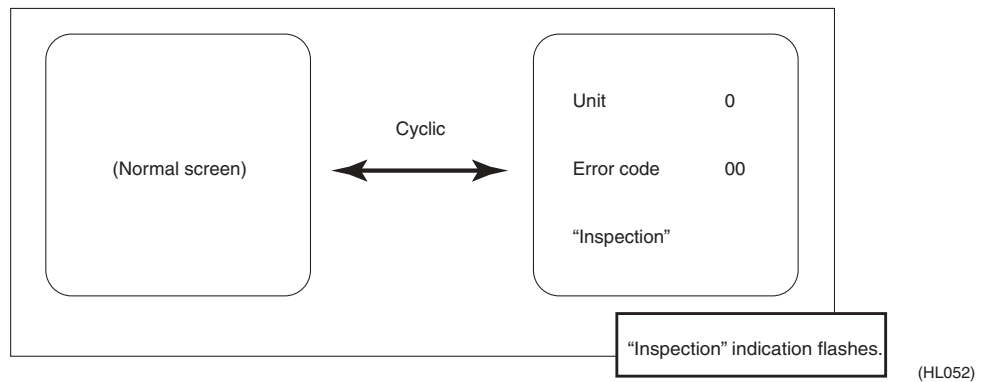 (Normal screen)
Cyclic
Unit 0
Error code 00
“Inspection”
“Inspection” indication flashes.
(HL052)